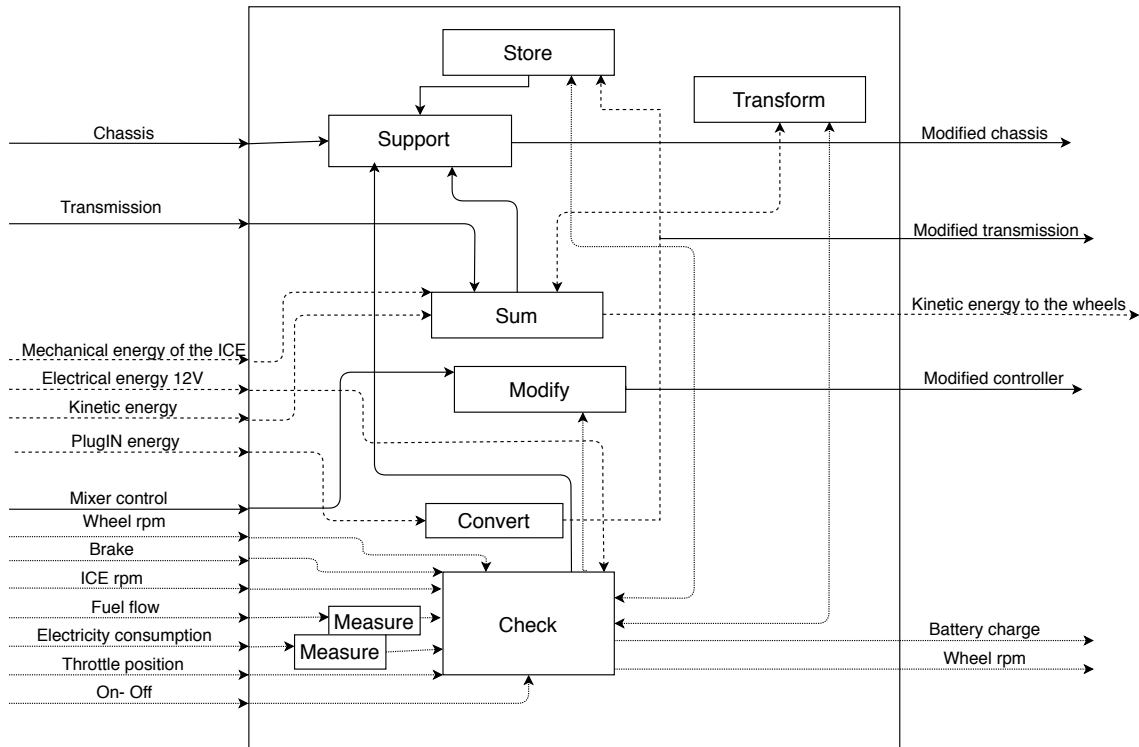 Store
Transform
Chassis
Support
Modified chassis
Transmission
Modified transmission
Sum
Kinetic energy to the wheels
Mechanical energy of the ICE
Electrical energy 12V
Modify
Modified controller
Kinetic energy
PlugIN energy
Mixer control
Convert
Wheel rpm
Brake
ICE rpm
Fuel flow
Measure
Check
Electricity consumption
Measure
Battery charge
Throttle position
Wheel rpm
On- Off